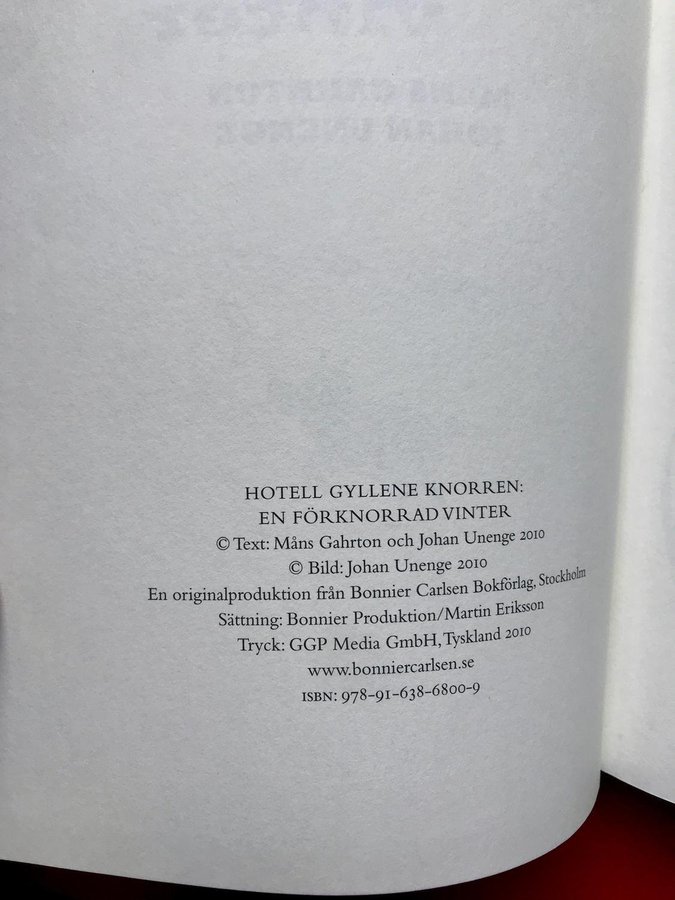 HOTELL GYLLENE KNORREN:
EN FÖRKNORRAD VINTER
© Text: Måns Gahrton och Johan Unenge 2010
© Bild: Johan Unenge 2010
En originalproduktion från Bonnier Carlsen Bokförlag, Stockholm
Sättning: Bonnier Produktion/Martin Eriksson
Tryck: GGP Media GmbH, Tyskland 2010
www.bonniercarlsen.se
ISBN: 978-91-638-6800-9